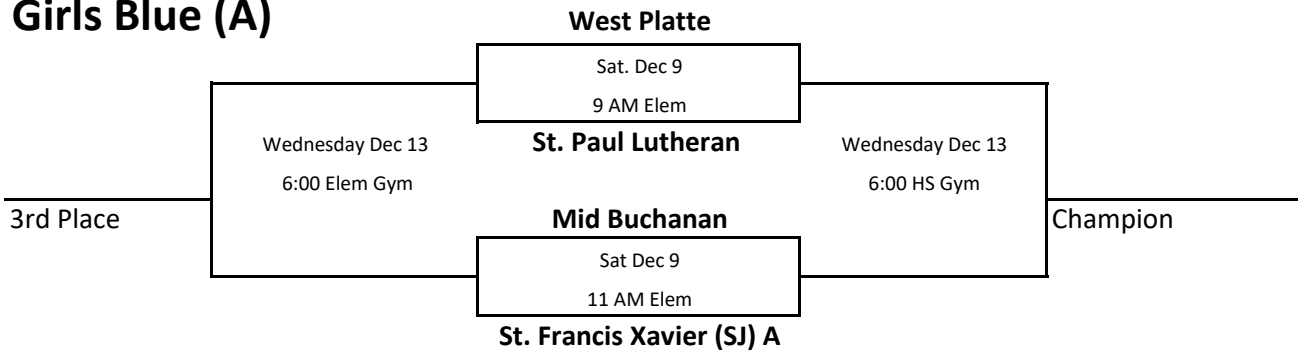 Girls Blue (A)
West Platte
Sat. Dec 9
9 AM Elem
St. Paul Lutheran
Wednesday Dec 13
6:00 Elem Gym
Wednesday Dec 13
6:00 HS Gym
3rd Place
Champion
Mid Buchanan
Sat Dec 9
11 AM Elem
St. Francis Xavier (SJ) A